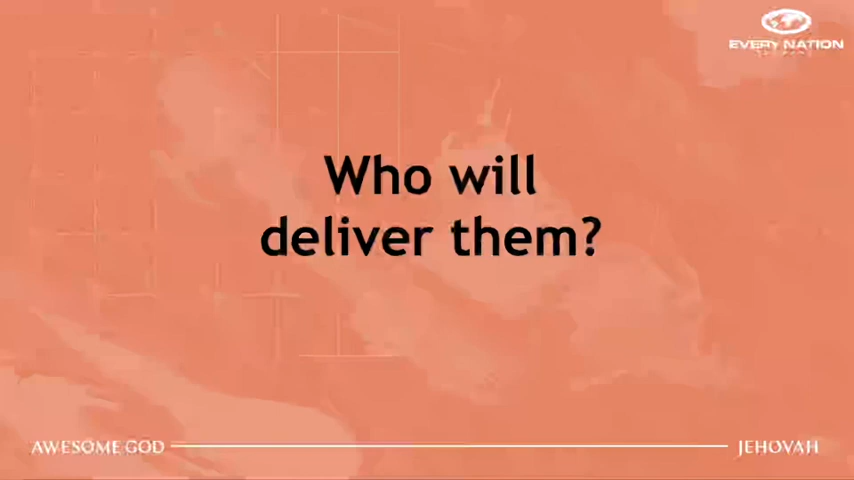 EVERY NATION
Who will
deliver them?
AWESOME GOD
JEHOVAH